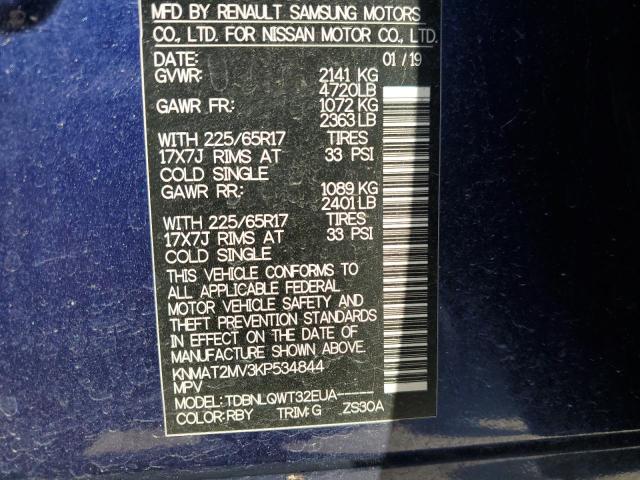 MFD BY RENAULT SAMSUNG MOTORS
CO., LTD. FOR NISSAN MOTOR CO., LTD.
DATE: 01/19
GVWR: 2141 KG
4720LB
GAWR FR: 1072 KG
2363LB
WITH 225/65R17 TIRES
17X7J RIMS AT 33 PSI
COLD SINGLE
GAWR RR: 1089 KG
2401LB
WITH 225/65R17 TIRES
17X7J RIMS AT 33 PSI
COLD SINGLE
THIS VEHICLE CONFORMS TO
ALL APPLICABLE FEDERAL
MOTOR VEHICLE SAFETY AND
THEFT PREVENTION STANDARDS
IN EFFECT ON THE DATE OF
MANUFACTURE SHOWN ABOVE.
KNMAT2MV3KP534844
MPV
MODEL: TDBNLQWT32EUA-----
COLOR: RBY TRIM: G ZS30A